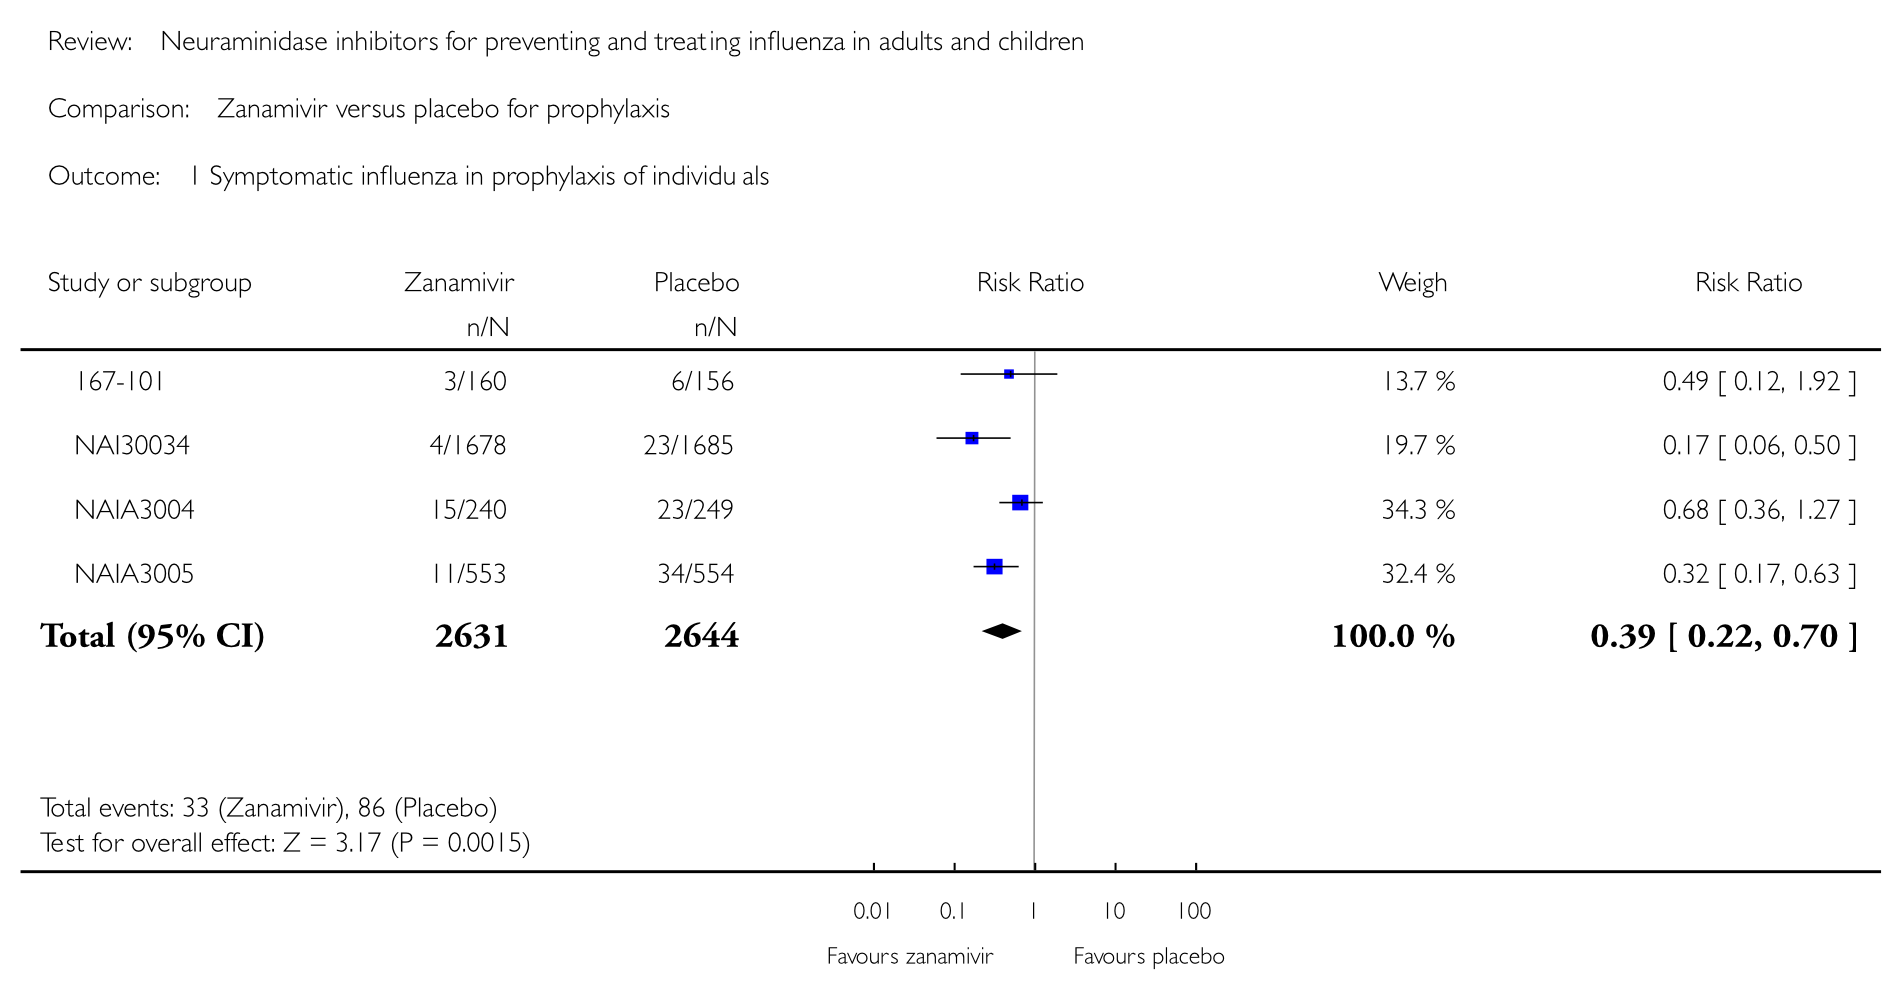 Review: Neuraminidase inhibitors for preventing and treating influenza in adults and children
Comparison: Zanamivir versus placebo for prophylaxis
Outcome: 1 Symptomatic influenza in prophylaxis of individu als
Study or subgroup Zanamivir Placebo Risk Ratio Weigh Risk Ratio
n/N n/N
167-101 3/160 6/156 13.7 % 0.49 [ 0.12, 1.92 ]
NAI30034 4/1678 23/1685 19.7 % 0.17 [ 0.06, 0.50 ]
NAIA3004 15/240 23/249 34.3 % 0.68 [ 0.36, 1.27 ]
NAIA3005 11/553 34/554 32.4 % 0.32 [ 0.17, 0.63 ]
Total (95% CI) 2631 2644 100.0 % 0.39 [ 0.22, 0.70 ]
Total events: 33 (Zanamivir), 86 (Placebo)
Test for overall effect: Z = 3.17 (P = 0.0015)
0.01 0.1 1 10 100
Favours zanamivir Favours placebo